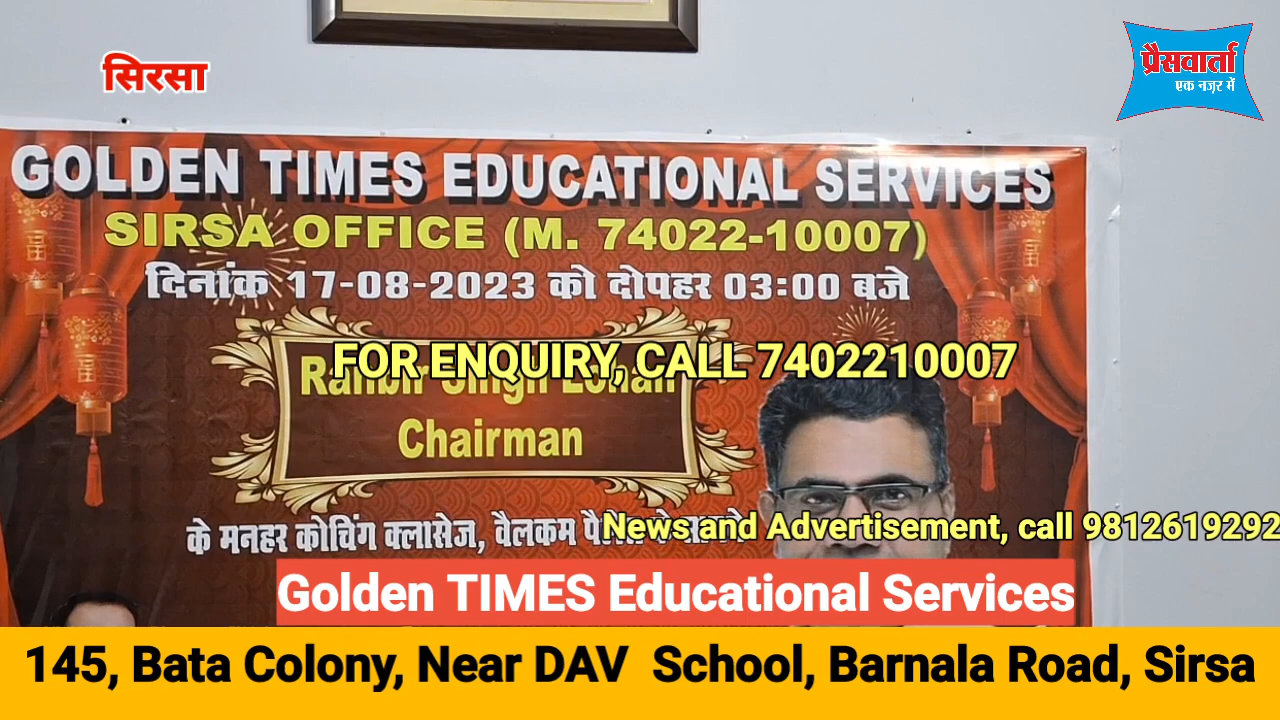 सिरसा
प्रैसवार्ता
एक नज़र में
GOLDEN TIMES EDUCATIONAL SERVICES
SIRSA OFFICE (M. 74022-10007)
दिनांक 17-08-2023 को दोपहर 03:00 बजे
FOR ENQUIRY, CALL 7402210007
Ranbir Singh
Chairman
के मनहर कोचिंग क्लासेज, वैलकम
News and Advertisement, call 9812619292
Golden TIMES Educational Services
145, Bata Colony, Near DAV School, Barnala Road, Sirsa